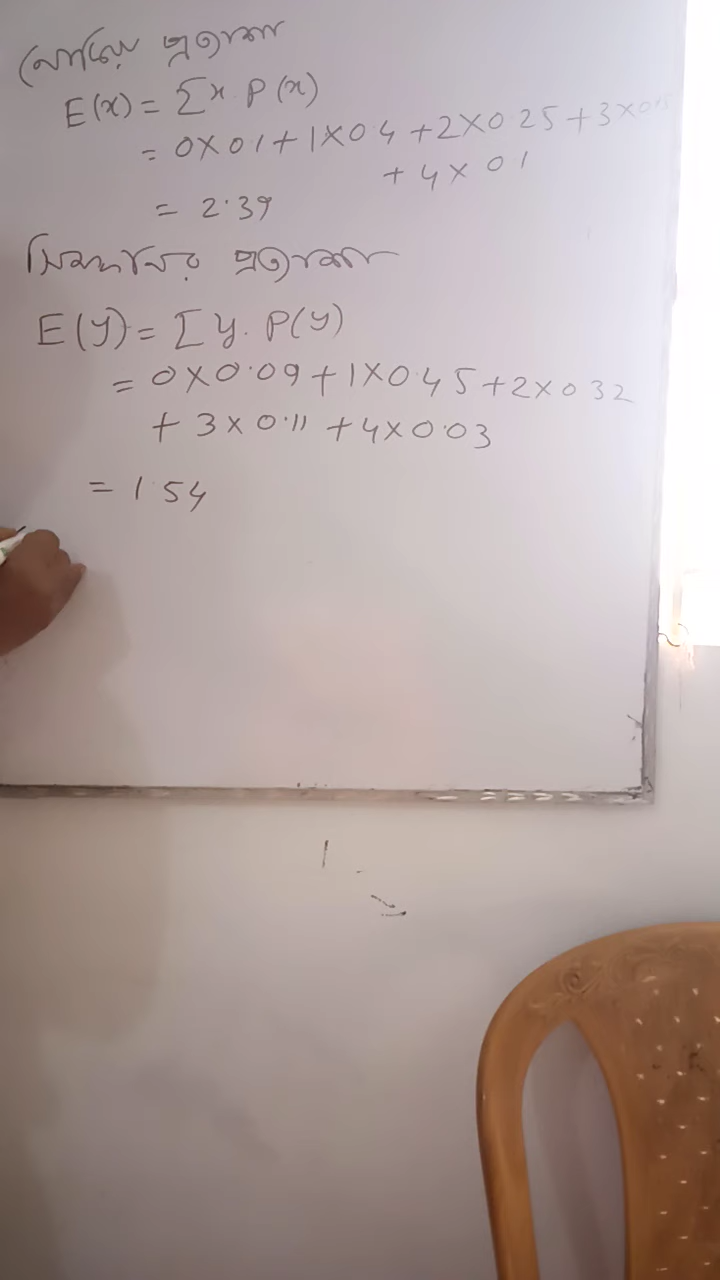 প্রত্যাশা
E(x) = Σx. P(x)
= 0×0.1+1×0.4+2×0.25+3×0.15
+ 4× 0.1
= 2.39
প্রত্যাশা
E(y) = Σy. P(y)
= 0×0.09+1×0.45+2×0.32
+ 3×0.11 +4×0.03
= 1.54